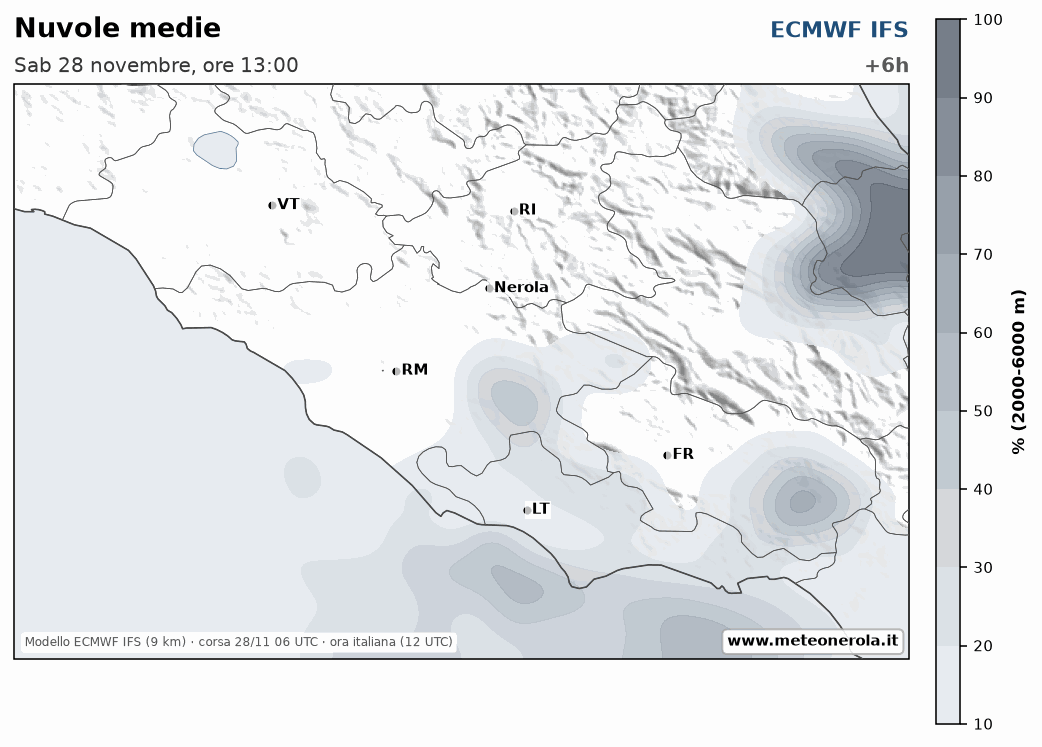 Nuvole medie
ECMWF IFS
Sab 28 novembre, ore 13:00
+6h
100
90
80
70
60
50
40
30
20
10
% (2000-6000 m)
VT
RI
Nerola
RM
FR
LT
Modello ECMWF IFS (9 km) · corsa 28/11 06 UTC · ora italiana (12 UTC)
www.meteonerola.it